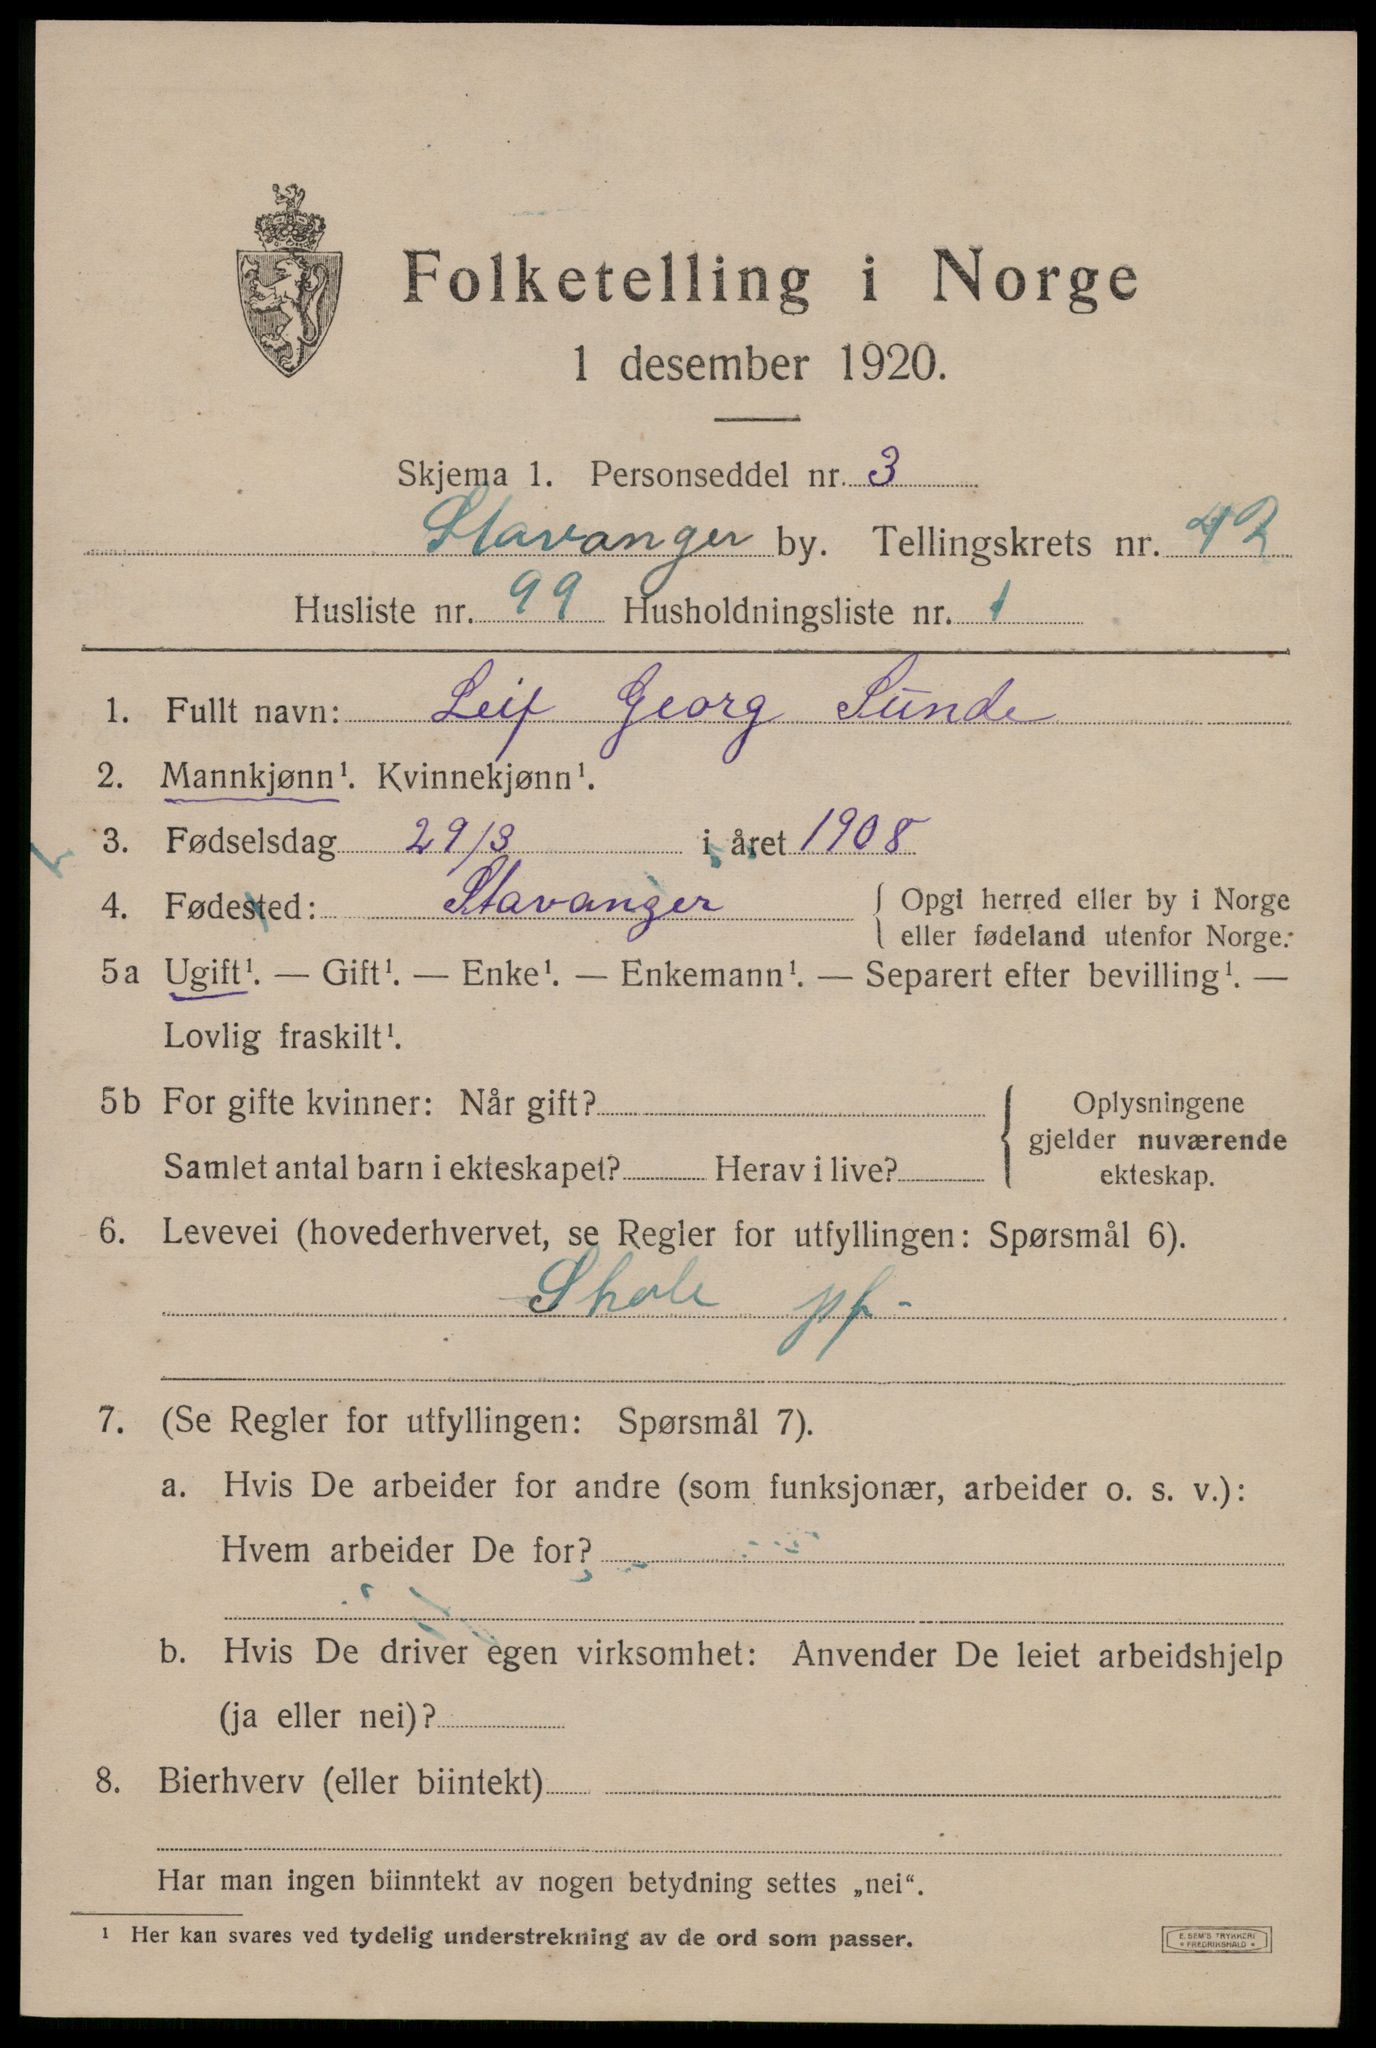 Folketelling i Norge
1 desember 1920.
Skjema 1. Personseddel nr. 3
Stavanger by. Tellingskrets nr. 42
Husliste nr. 99 Husholdningsliste nr. 1
1. Fullt navn: Leif Georg Sunde
2. Mannkjønn¹. Kvinnekjønn¹.
3. Fødselsdag 29/3 i året 1908
4. Fødested: Stavanger { Opgi herred eller by i Norge
eller fødeland utenfor Norge.
5a Ugift¹. — Gift¹. — Enke¹. — Enkemann¹. — Separert efter bevilling¹. —
Lovlig fraskilt¹.
5b For gifte kvinner: Når gift? { Oplysningene
gjelder nuværende
Samlet antal barn i ekteskapet? Herav i live?
ekteskap.
6. Levevei (hovederhvervet, se Regler for utfyllingen: Spørsmål 6).
Skole pf.
7. (Se Regler for utfyllingen: Spørsmål 7).
a. Hvis De arbeider for andre (som funksjonær, arbeider o. s. v.):
Hvem arbeider De for?
b. Hvis De driver egen virksomhet: Anvender De leiet arbeidshjelp
(ja eller nei)?
8. Bierhverv (eller biintekt)
Har man ingen biinntekt av nogen betydning settes „nei“.
¹ Her kan svares ved tydelig understrekning av de ord som passer.
E. SEM'S TRYKKERI
• FREDRIKSHALD •